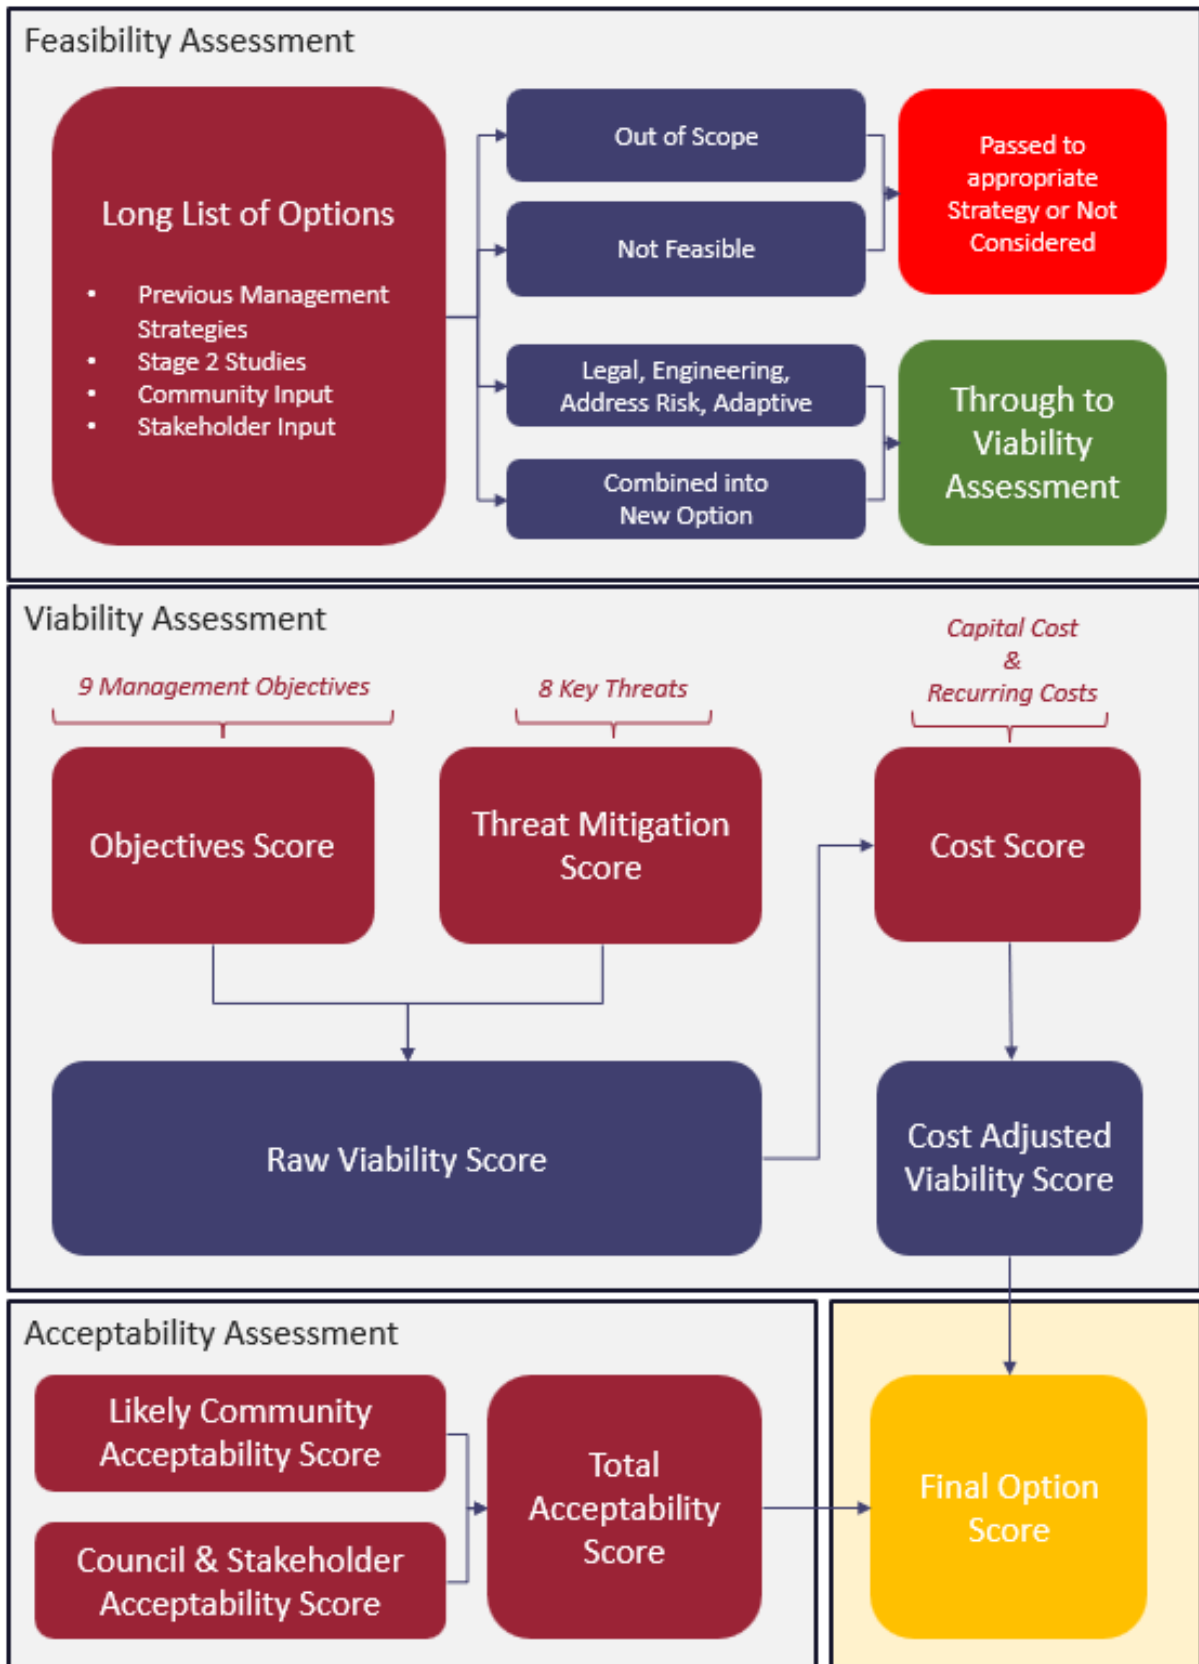 Feasibility Assessment
Long List of Options
• Previous Management
Strategies
• Stage 2 Studies
• Community Input
• Stakeholder Input
Out of Scope
Not Feasible
Legal, Engineering,
Address Risk, Adaptive
Combined into
New Option
Passed to
appropriate
Strategy or Not
Considered
Through to
Viability
Assessment
Viability Assessment
9 Management Objectives
8 Key Threats
Capital Cost
&
Recurring Costs
Objectives Score
Threat Mitigation
Score
Cost Score
Raw Viability Score
Cost Adjusted
Viability Score
Acceptability Assessment
Likely Community
Acceptability Score
Council & Stakeholder
Acceptability Score
Total
Acceptability
Score
Final Option
Score